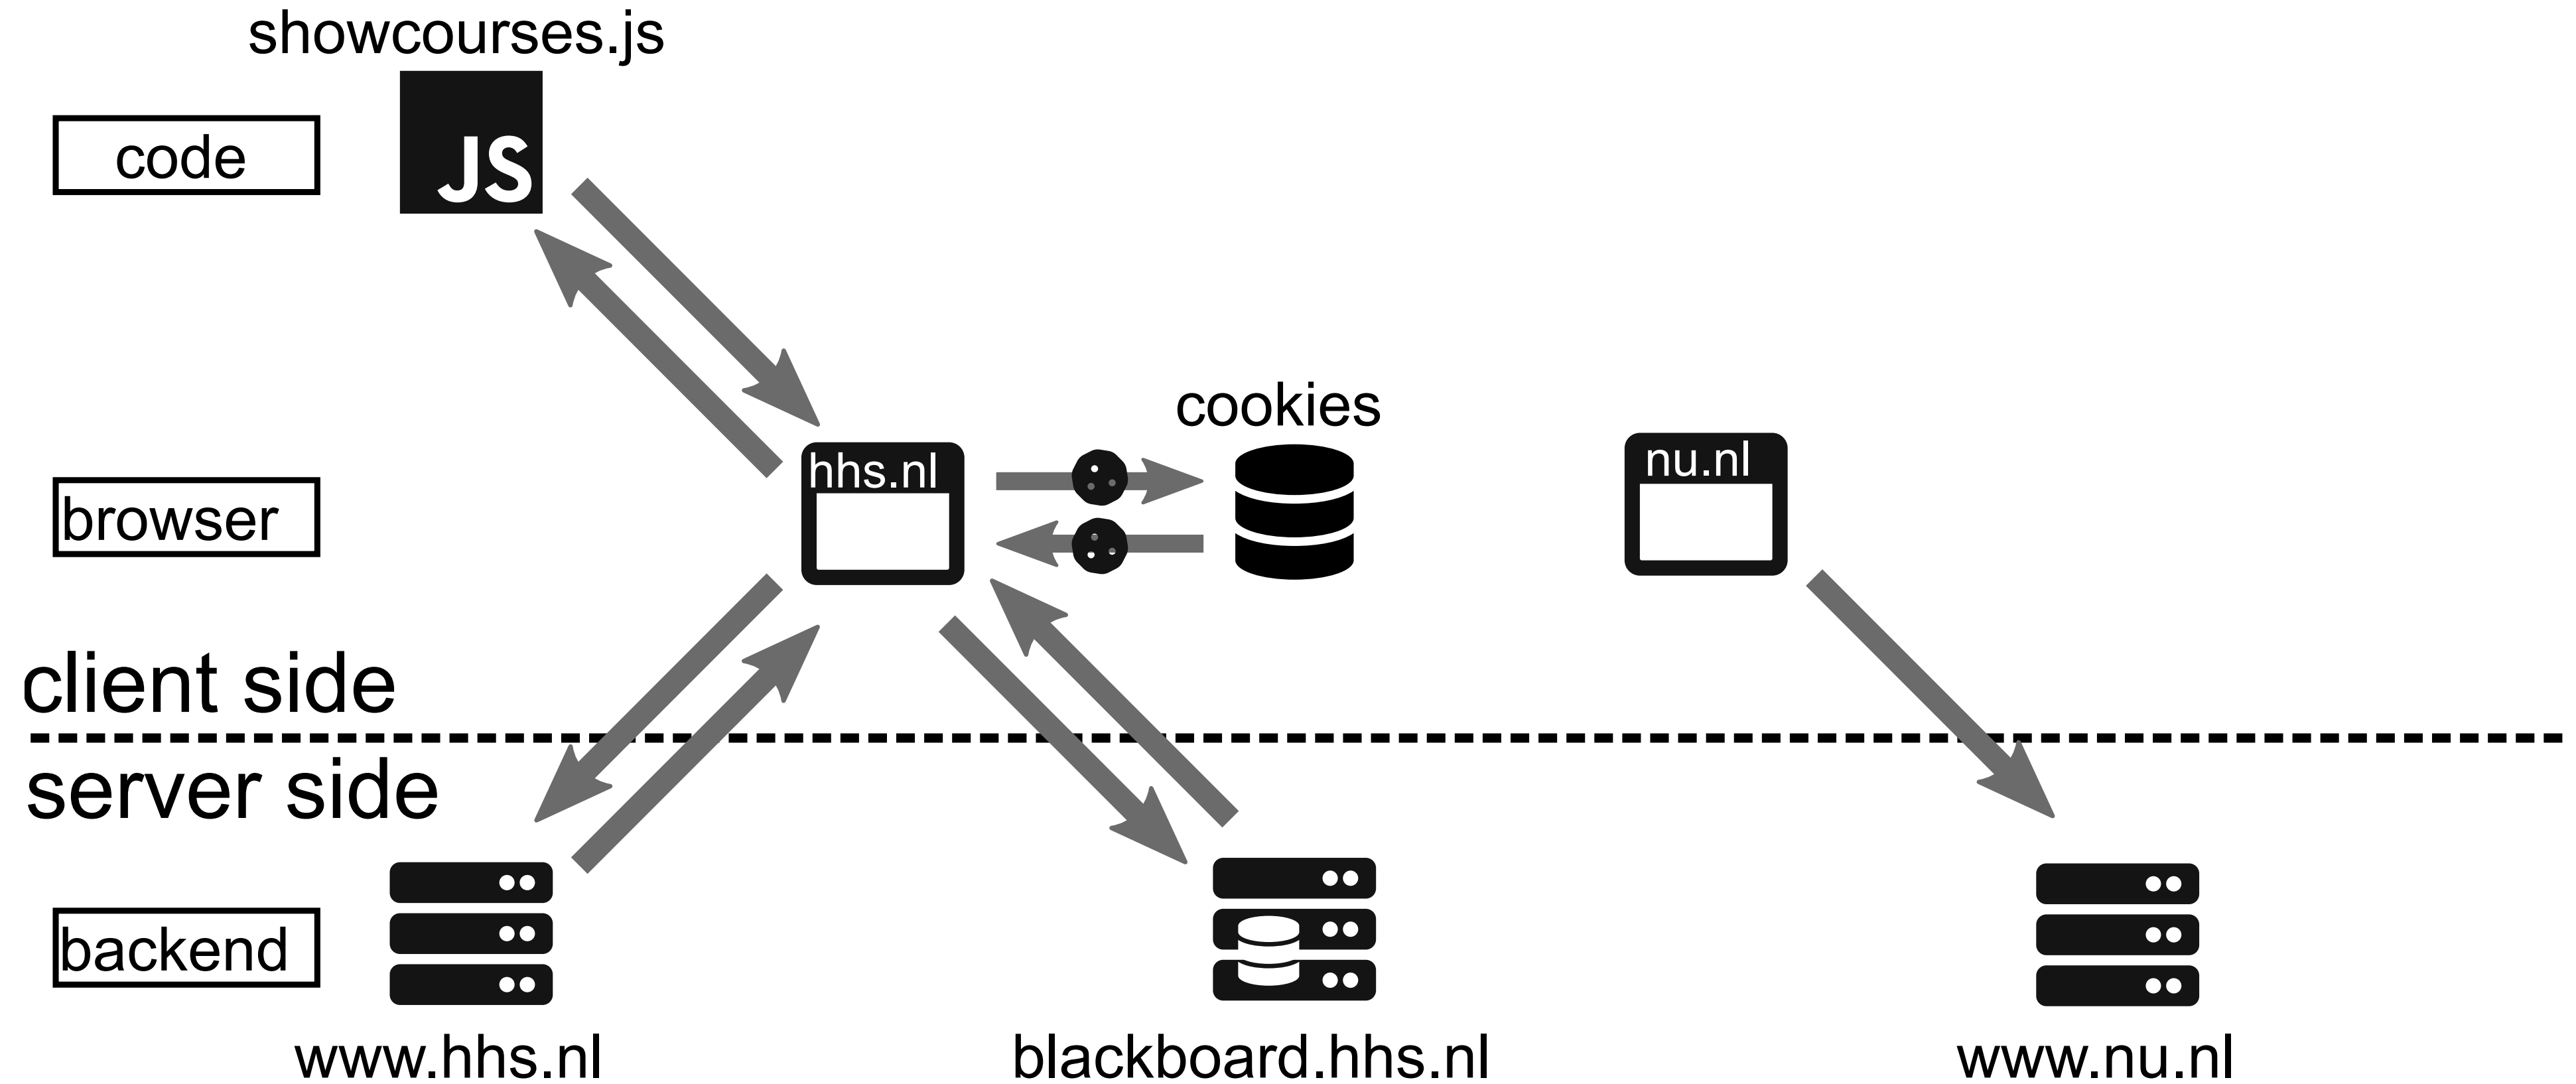 showcourses.js
JS
code
cookies
hhs.nl
nu.nl
browser
client side
server side
backend
www.hhs.nl
blackboard.hhs.nl
www.nu.nl